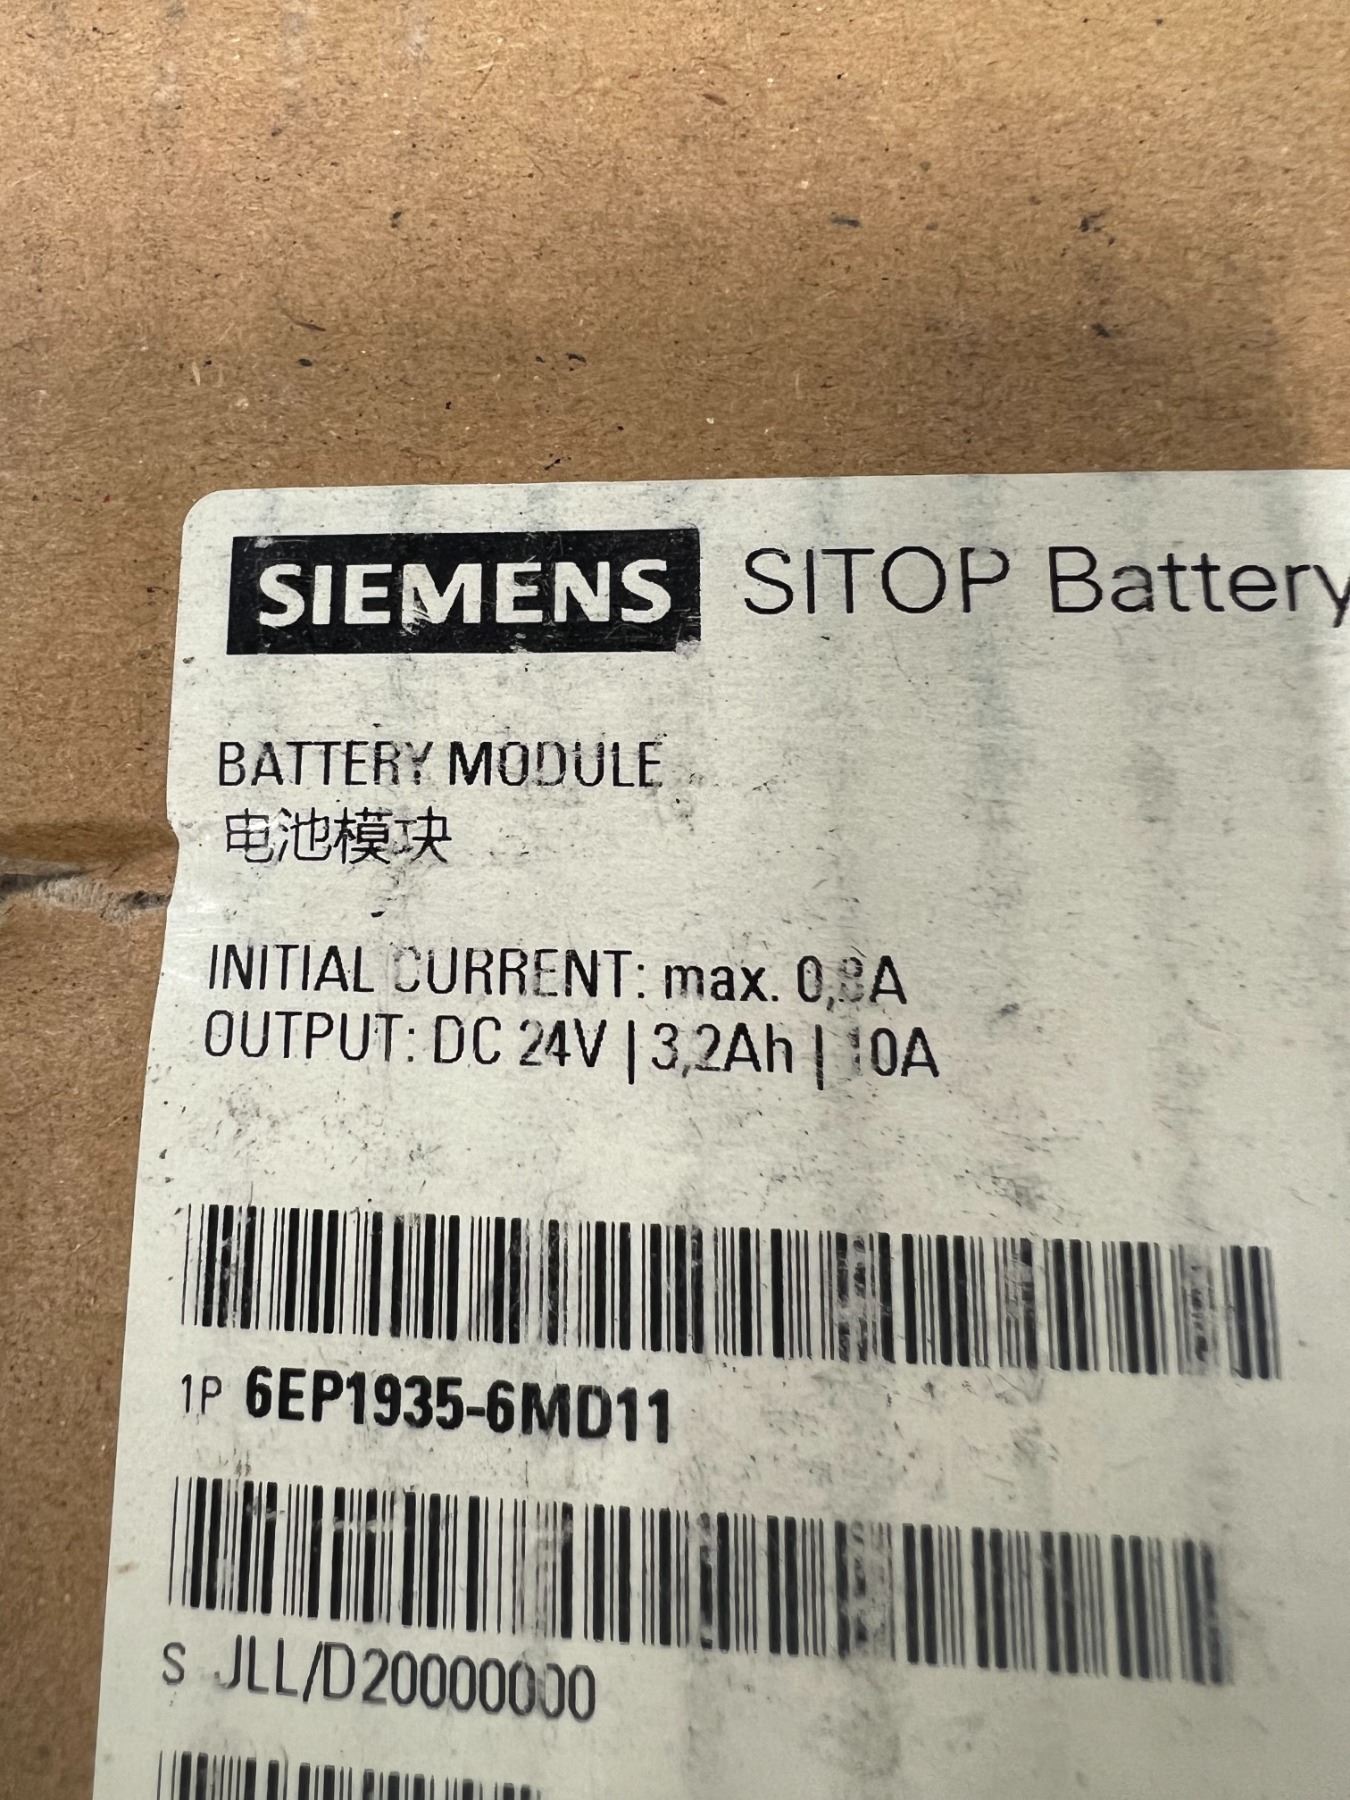 SIEMENS SITOP Battery
BATTERY MODULE
电池模块
INITIAL CURRENT: max. 0,8A
OUTPUT: DC 24V | 3,2Ah | 10A
1P 6EP1935-6MD11
S JLL/D20000000